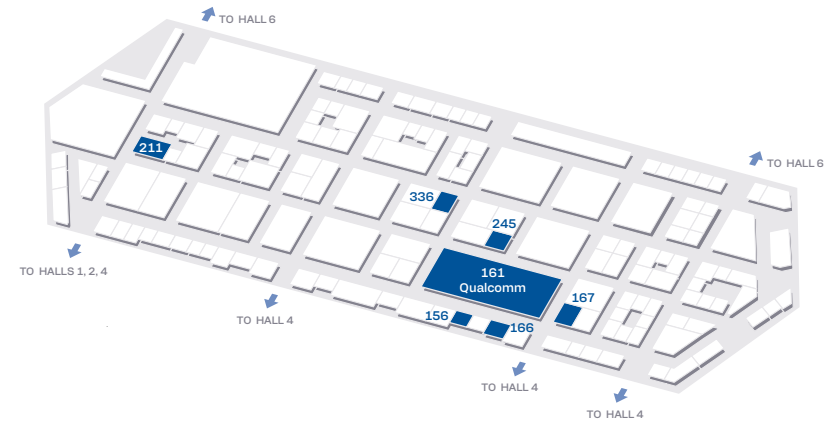 TO HALL 6
TO HALL 6
211
336
245
161
Qualcomm
167
156
166
TO HALLS 1, 2, 4
TO HALL 4
TO HALL 4
TO HALL 4